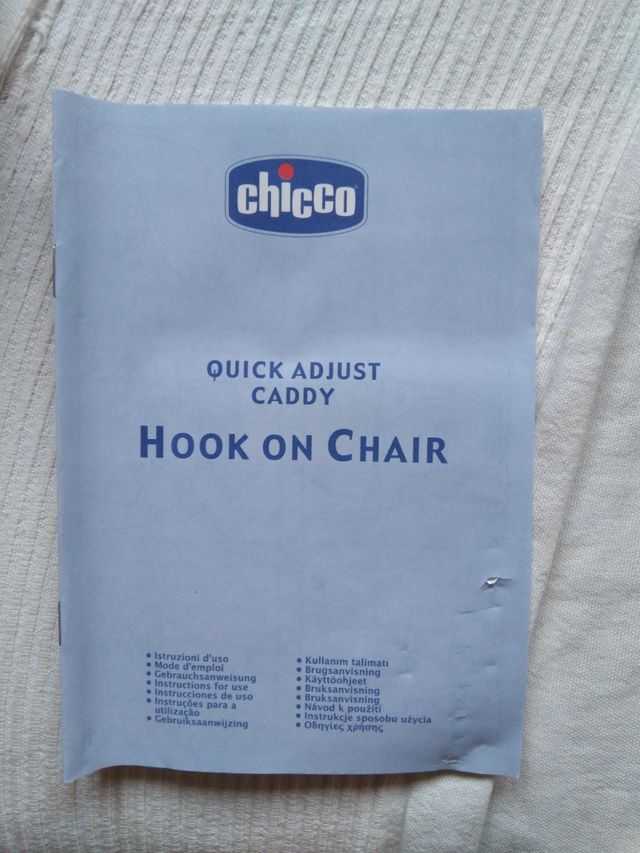 chicco
QUICK ADJUST
CADDY
HOOK ON CHAIR
• Istruzioni d'uso
• Mode d'emploi
• Gebrauchsanweisung
• Instructions for use
• Instrucciones de uso
• Instruções para a
utilização
• Gebruiksaanwijzing
• Kullanım talimatı
• Brugsanvisning
• Käyttöohjeet
• Bruksanvisning
• Bruksanvisning
• Návod k použití
• Instrukcje sposobu użycia
• Οδηγίες χρήσης